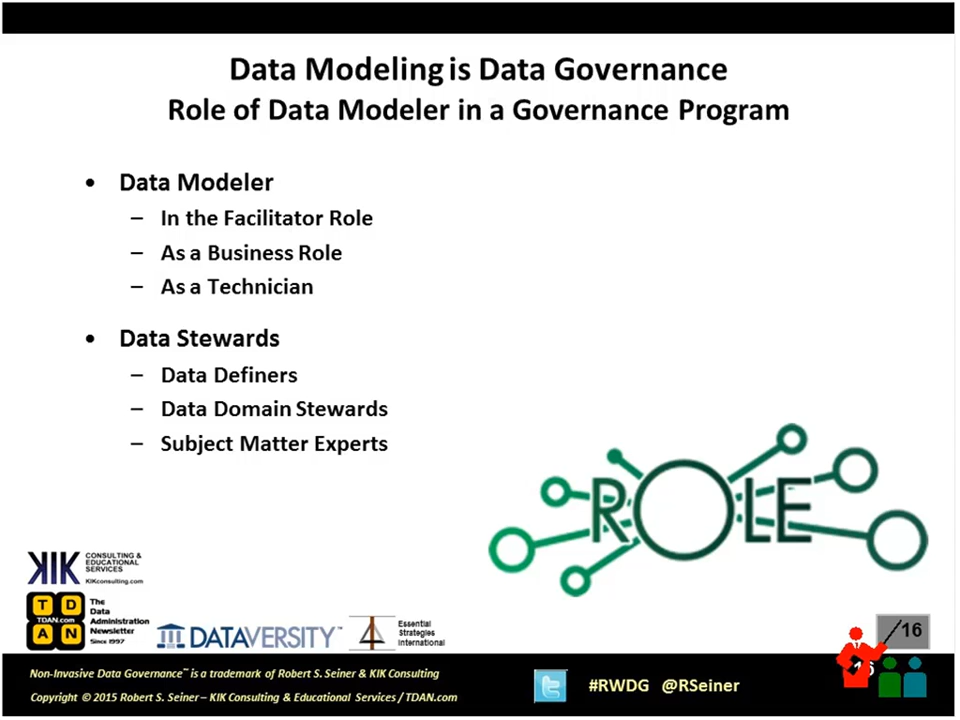 Data Modeling is Data Governance
Role of Data Modeler in a Governance Program
• Data Modeler
– In the Facilitator Role
– As a Business Role
– As a Technician
• Data Stewards
– Data Definers
– Data Domain Stewards
– Subject Matter Experts
ROLE
KIK CONSULTING &
EDUCATIONAL
SERVICES
KIKconsulting.com
T D
TDAN.com
A N
The
Data
Administration
Newsletter
Since 1997
DATAVERSITY™
Essential
Strategies
International
16
16
Non-Invasive Data Governance™ is a trademark of Robert S. Seiner & KIK Consulting
Copyright © 2015 Robert S. Seiner – KIK Consulting & Educational Services / TDAN.com
#RWDG @RSeiner